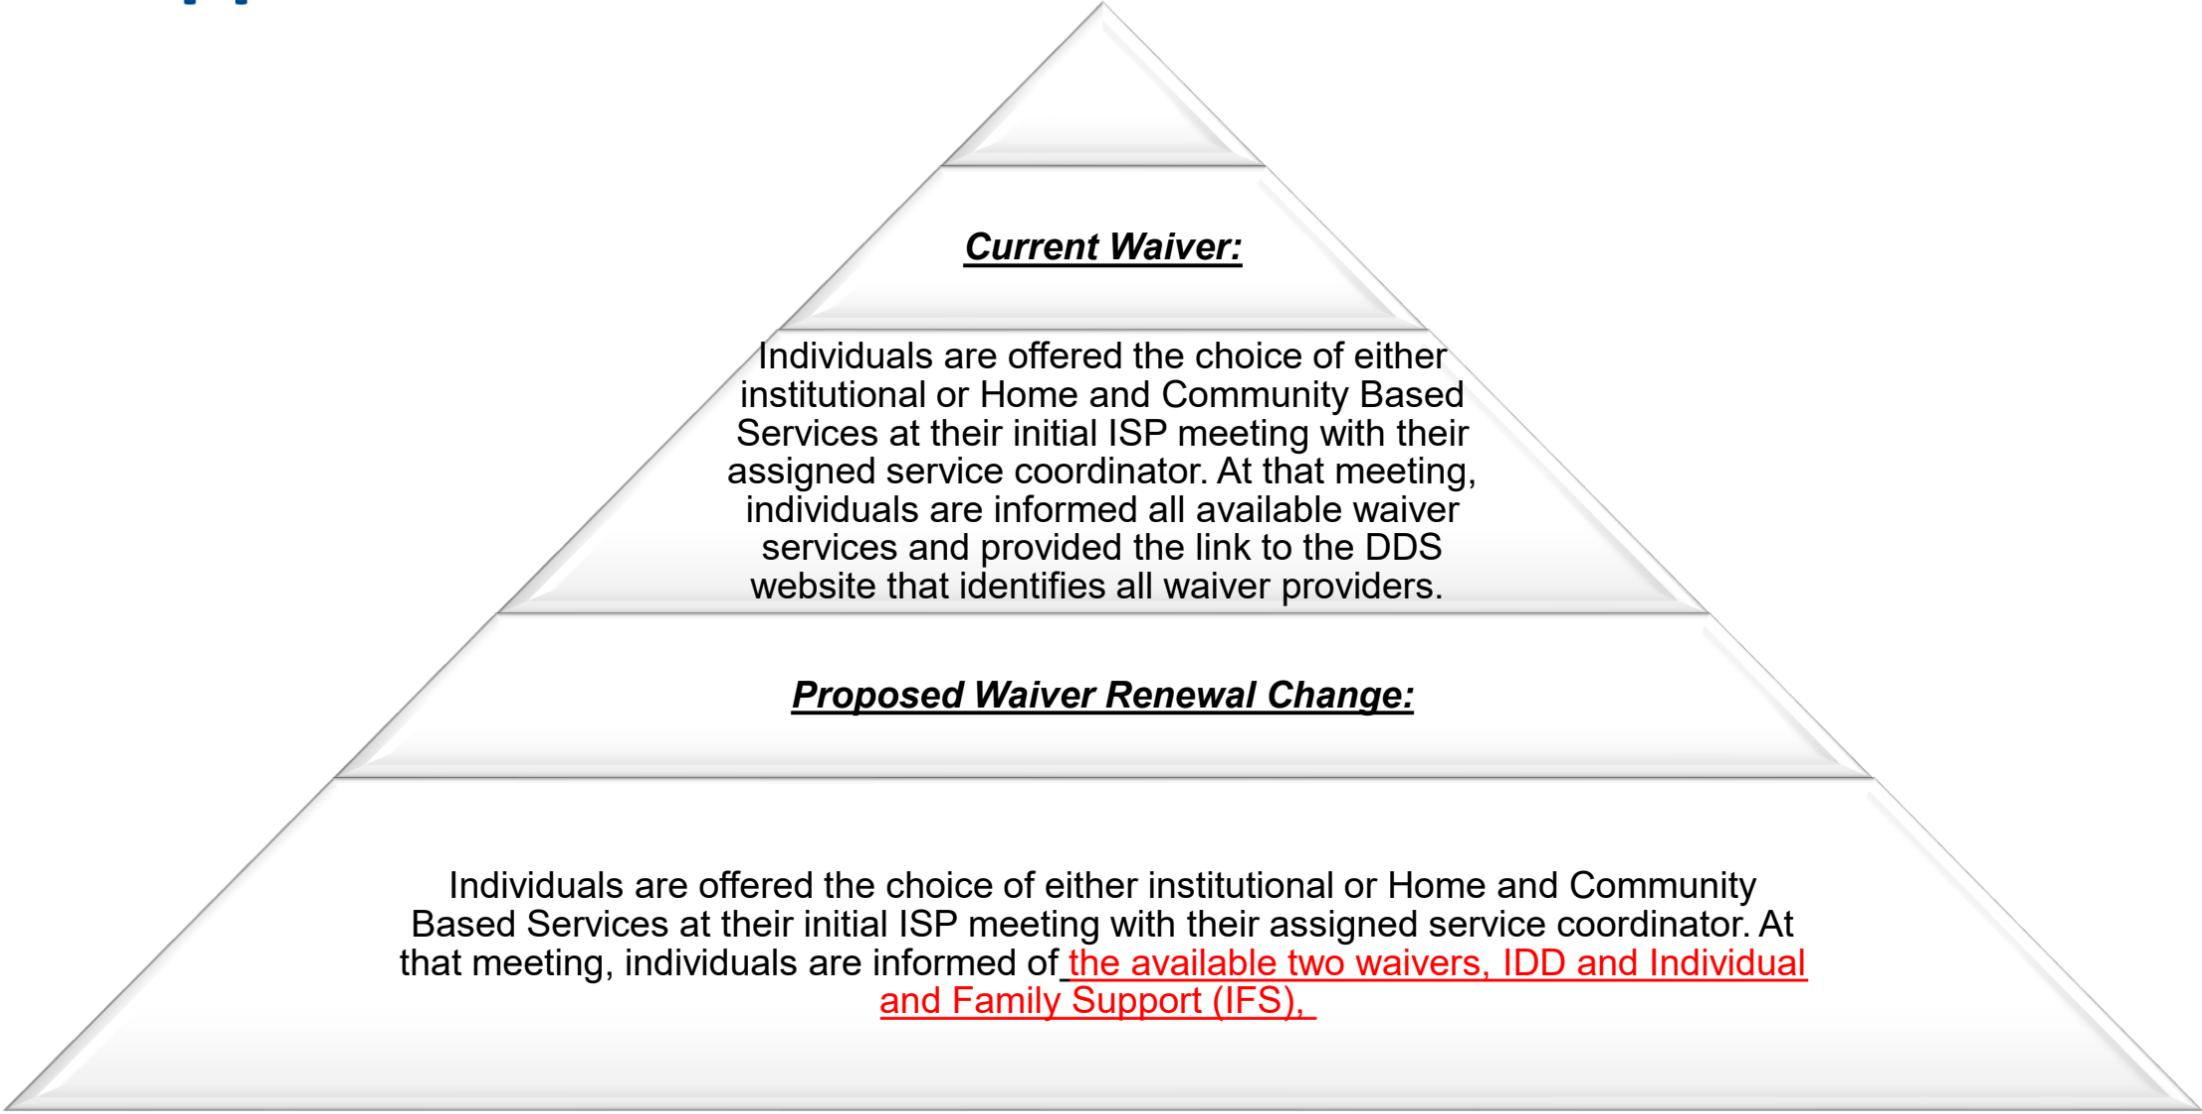 Current Waiver:
Individuals are offered the choice of either
institutional or Home and Community Based
Services at their initial ISP meeting with their
assigned service coordinator. At that meeting,
individuals are informed all available waiver
services and provided the link to the DDS
website that identifies all waiver providers.
Proposed Waiver Renewal Change:
Individuals are offered the choice of either institutional or Home and Community
Based Services at their initial ISP meeting with their assigned service coordinator. At
that meeting, individuals are informed of the available two waivers, IDD and Individual
and Family Support (IFS),